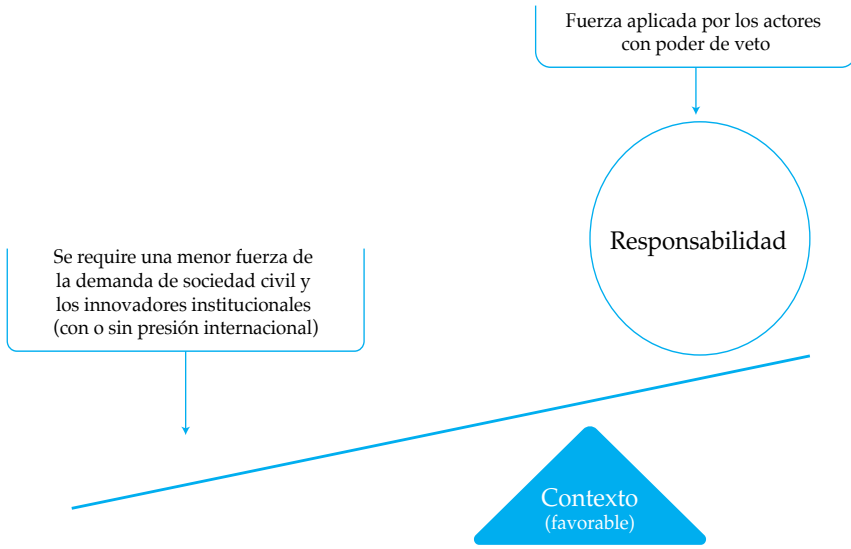 Fuerza aplicada por los actores
con poder de veto
Responsabilidad
Se require una menor fuerza de
la demanda de sociedad civil y
los innovadores institucionales
(con o sin presión internacional)
Contexto
(favorable)